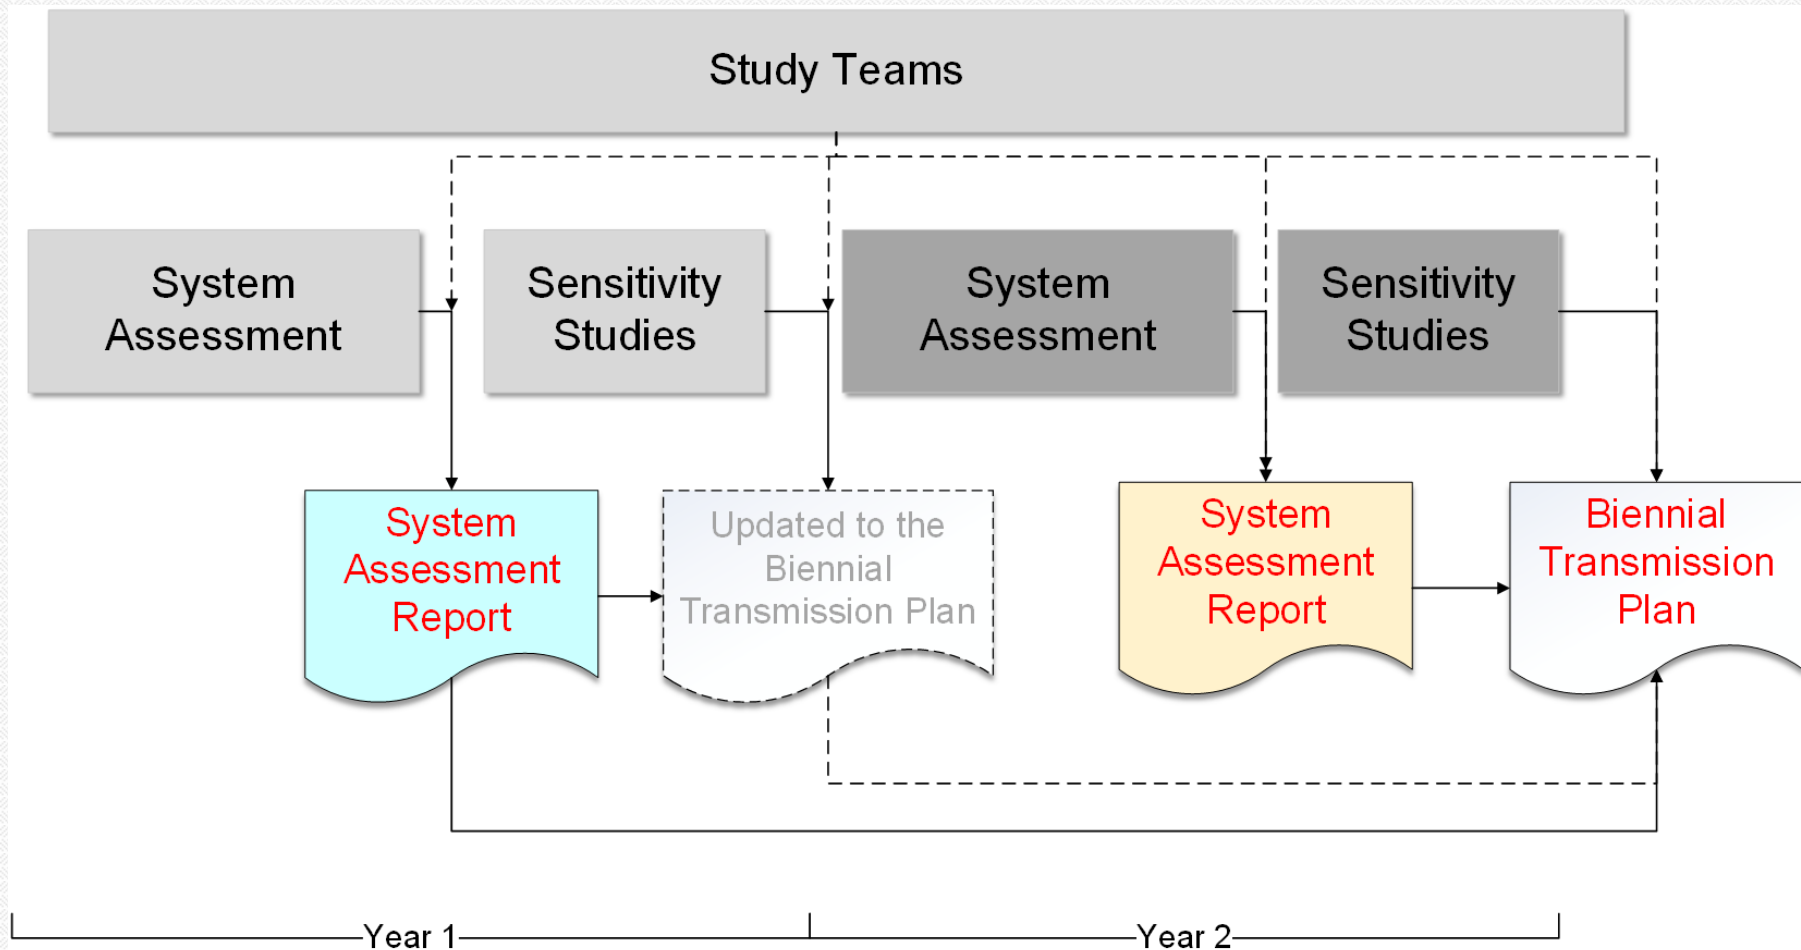 Study Teams
System
Assessment
Sensitivity
Studies
System
Assessment
Sensitivity
Studies
System
Assessment
Report
Updated to the
Biennial
Transmission Plan
System
Assessment
Report
Biennial
Transmission
Plan
Year 1
Year 2